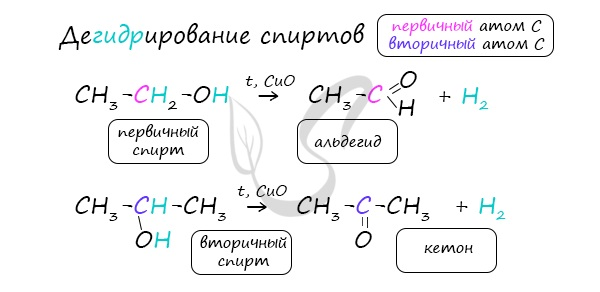 Дегидрирование спиртов
первичный атом C
вторичный атом C
t, CuO
CH₃-CH₂-OH → CH₃-C=O + H₂
H
первичный
спирт
альдегид
t, CuO
CH₃-CH-CH₃ → CH₃-C-CH₃ + H₂
OH
O
вторичный
спирт
кетон